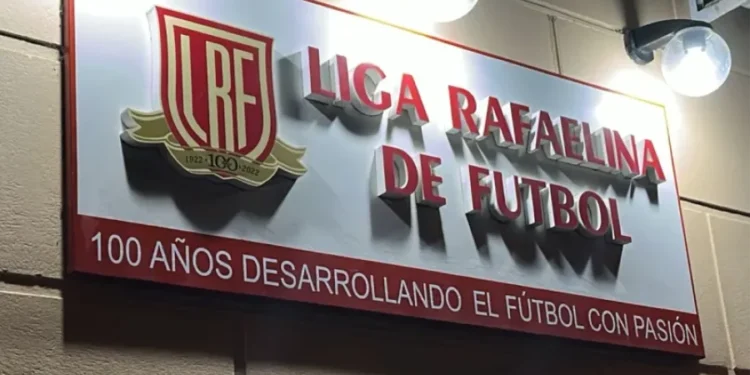 LRF
1922 100 2022
LIGA RAFAELINA
DE FUTBOL
100 AÑOS DESARROLLANDO EL FÚTBOL CON PASIÓN